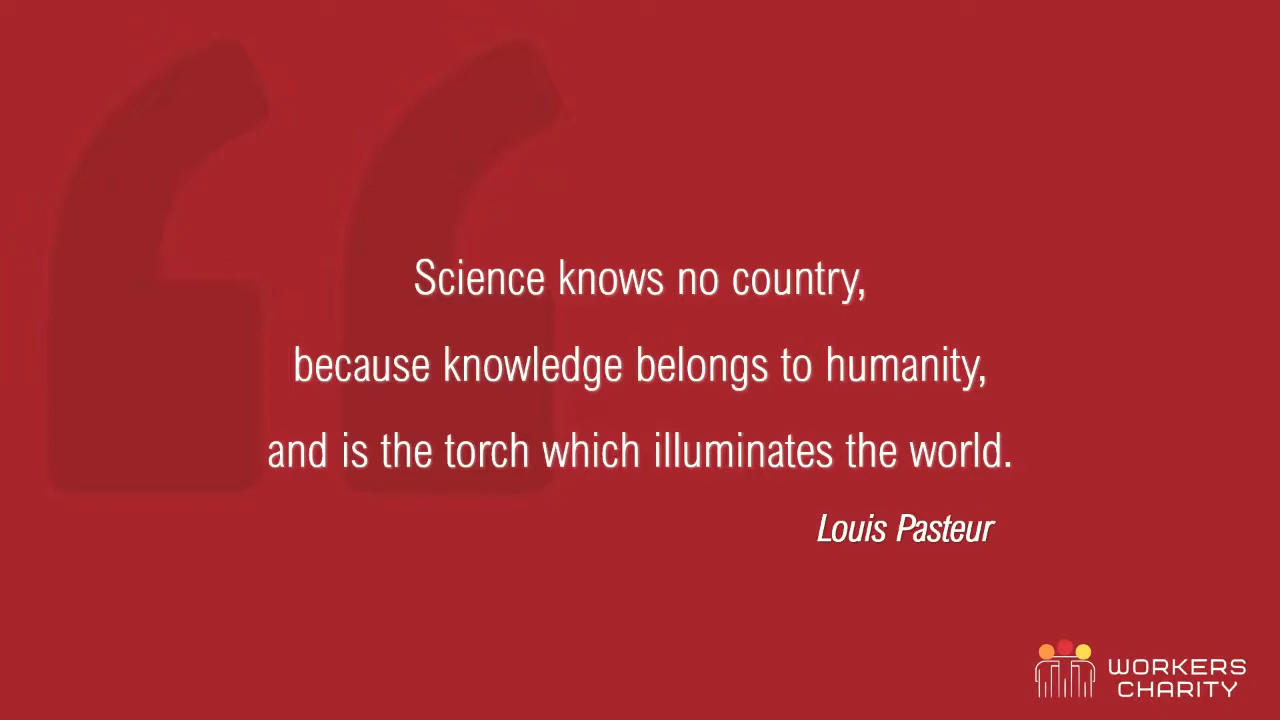 Science knows no country,
because knowledge belongs to humanity,
and is the torch which illuminates the world.
Louis Pasteur
WORKERS
CHARITY